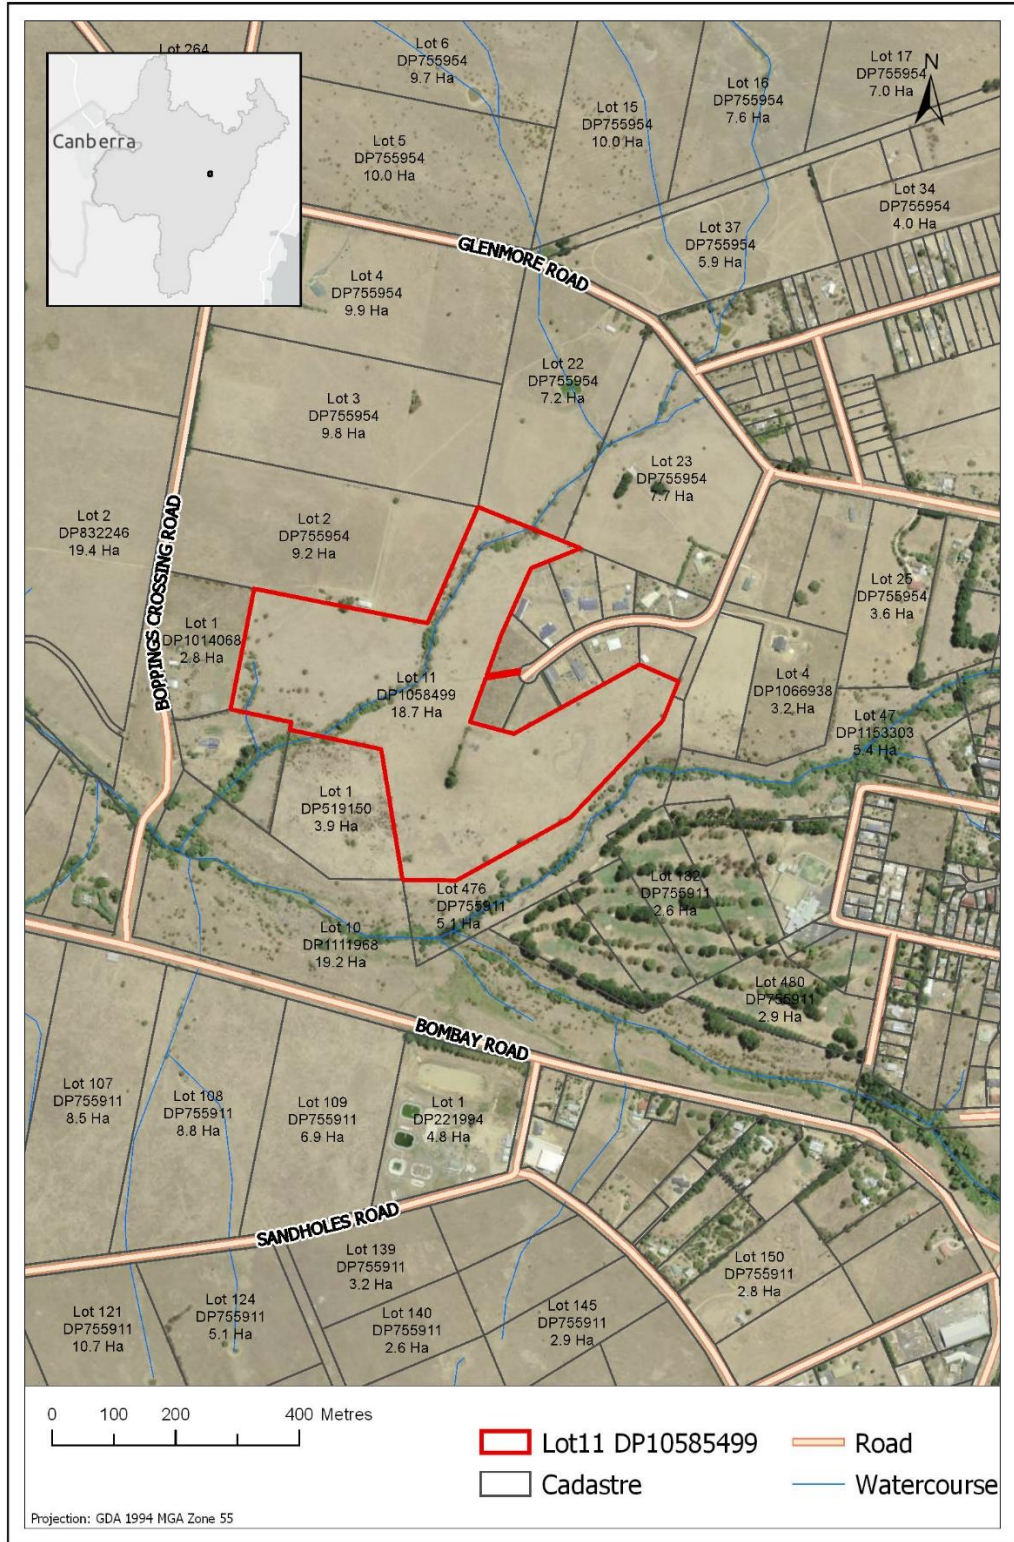 Lot 264
Canberra
Lot 6
DP755954
9.7 Ha
Lot 17
DP755954
7.0 Ha
N
Lot 16
DP755954
7.6 Ha
Lot 15
DP755954
10.0 Ha
Lot 5
DP755954
10.0 Ha
Lot 34
DP755954
4.0 Ha
Lot 37
DP755954
5.9 Ha
GLENMORE ROAD
Lot 4
DP755954
9.9 Ha
Lot 22
DP755954
7.2 Ha
Lot 3
DP755954
9.8 Ha
Lot 23
DP755954
7.7 Ha
Lot 2
DP832246
19.4 Ha
Lot 2
DP755954
9.2 Ha
BOPPINGS CROSSING ROAD
Lot 25
DP755954
3.6 Ha
Lot 1
DP1014068
2.8 Ha
Lot 11
DP1058499
18.7 Ha
Lot 4
DP1066938
3.2 Ha
Lot 47
DP1153303
5.4 Ha
Lot 1
DP519150
3.9 Ha
Lot 476
DP755911
5.1 Ha
Lot 182
DP755911
2.6 Ha
Lot 10
DP1111968
19.2 Ha
Lot 480
DP755911
2.9 Ha
BOMBAY ROAD
Lot 107
DP755911
8.5 Ha
Lot 108
DP755911
8.8 Ha
Lot 109
DP755911
6.9 Ha
Lot 1
DP221994
4.8 Ha
SANDHOLES ROAD
Lot 139
DP755911
3.2 Ha
Lot 150
DP755911
2.8 Ha
Lot 121
DP755911
10.7 Ha
Lot 124
DP755911
5.1 Ha
Lot 140
DP755911
2.6 Ha
Lot 145
DP755911
2.9 Ha
0 100 200 400 Metres
Lot11 DP10585499
Road
Cadastre
Watercourse
Projection: GDA 1994 MGA Zone 55